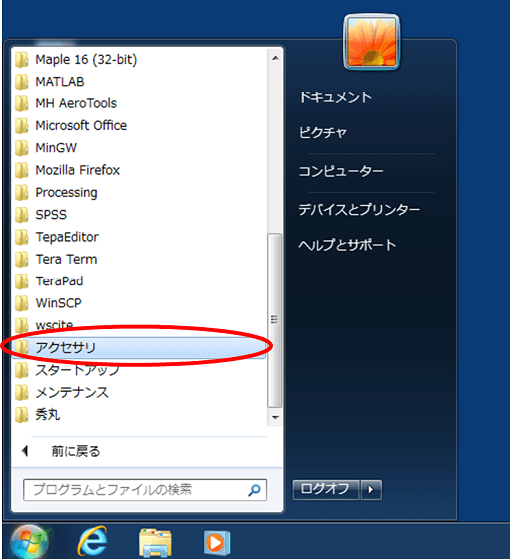 Maple 16 (32-bit)
MATLAB
MH AeroTools
Microsoft Office
MinGW
Mozilla Firefox
Processing
SPSS
TepaEditor
Tera Term
TeraPad
WinSCP
wscite
アクセサリ
スタートアップ
メンテナンス
秀丸
前に戻る
プログラムとファイルの検索
ドキュメント
ピクチャ
コンピューター
デバイスとプリンター
ヘルプとサポート
ログオフ